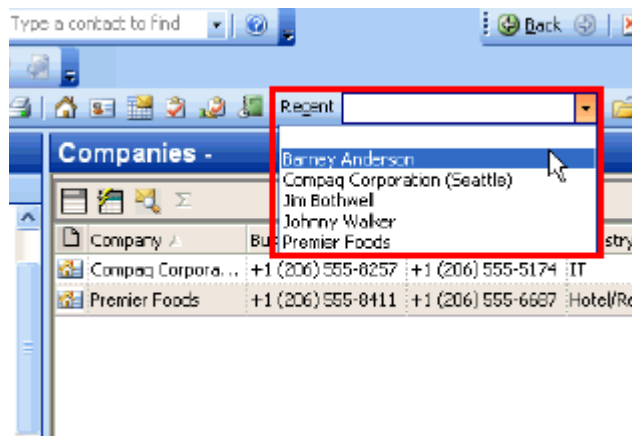 Type a contact to find
Back
Recent
Companies -
Barney Anderson
Compaq Corporation (Seattle)
Jim Bothwell
Johnny Walker
Premier Foods
Company
Compaq Corpora... +1 (206) 555-8257 +1 (206) 555-5174 IT
Premier Foods +1 (206) 555-8411 +1 (206) 555-6687 Hotel/Re